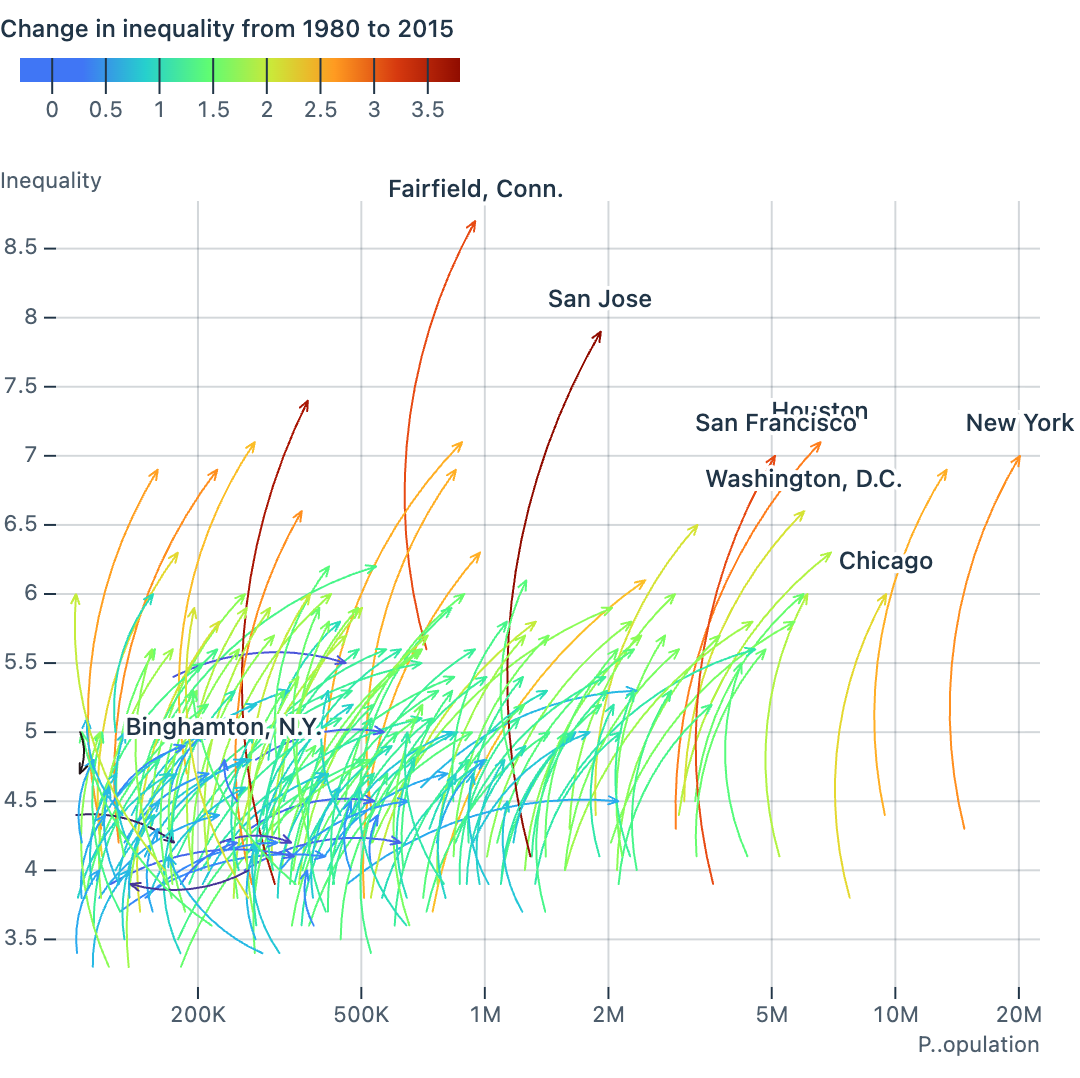 Change in inequality from 1980 to 2015
0 0.5 1 1.5 2 2.5 3 3.5
Inequality
Fairfield, Conn.
8.5
San Jose
8
7.5
Houston
San Francisco
New York
7
Washington, D.C.
6.5
Chicago
6
5.5
Binghamton, N.Y.
5
4.5
4
3.5
200K 500K 1M 2M 5M 10M 20M
P..opulation